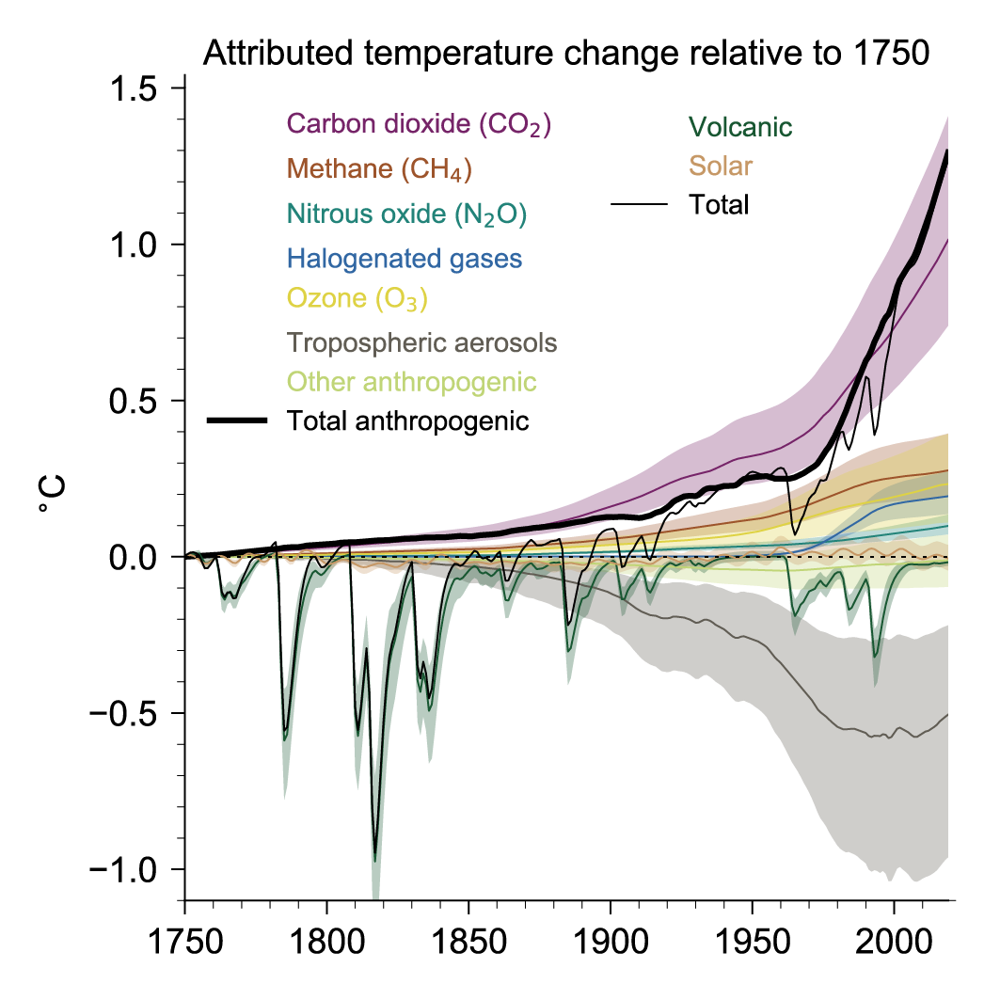 Attributed temperature change relative to 1750
1.5
1.0
0.5
0.0
−0.5
−1.0
°C
Carbon dioxide (CO₂)
Methane (CH₄)
Nitrous oxide (N₂O)
Halogenated gases
Ozone (O₃)
Tropospheric aerosols
Other anthropogenic
Total anthropogenic
Volcanic
Solar
Total
1750 1800 1850 1900 1950 2000